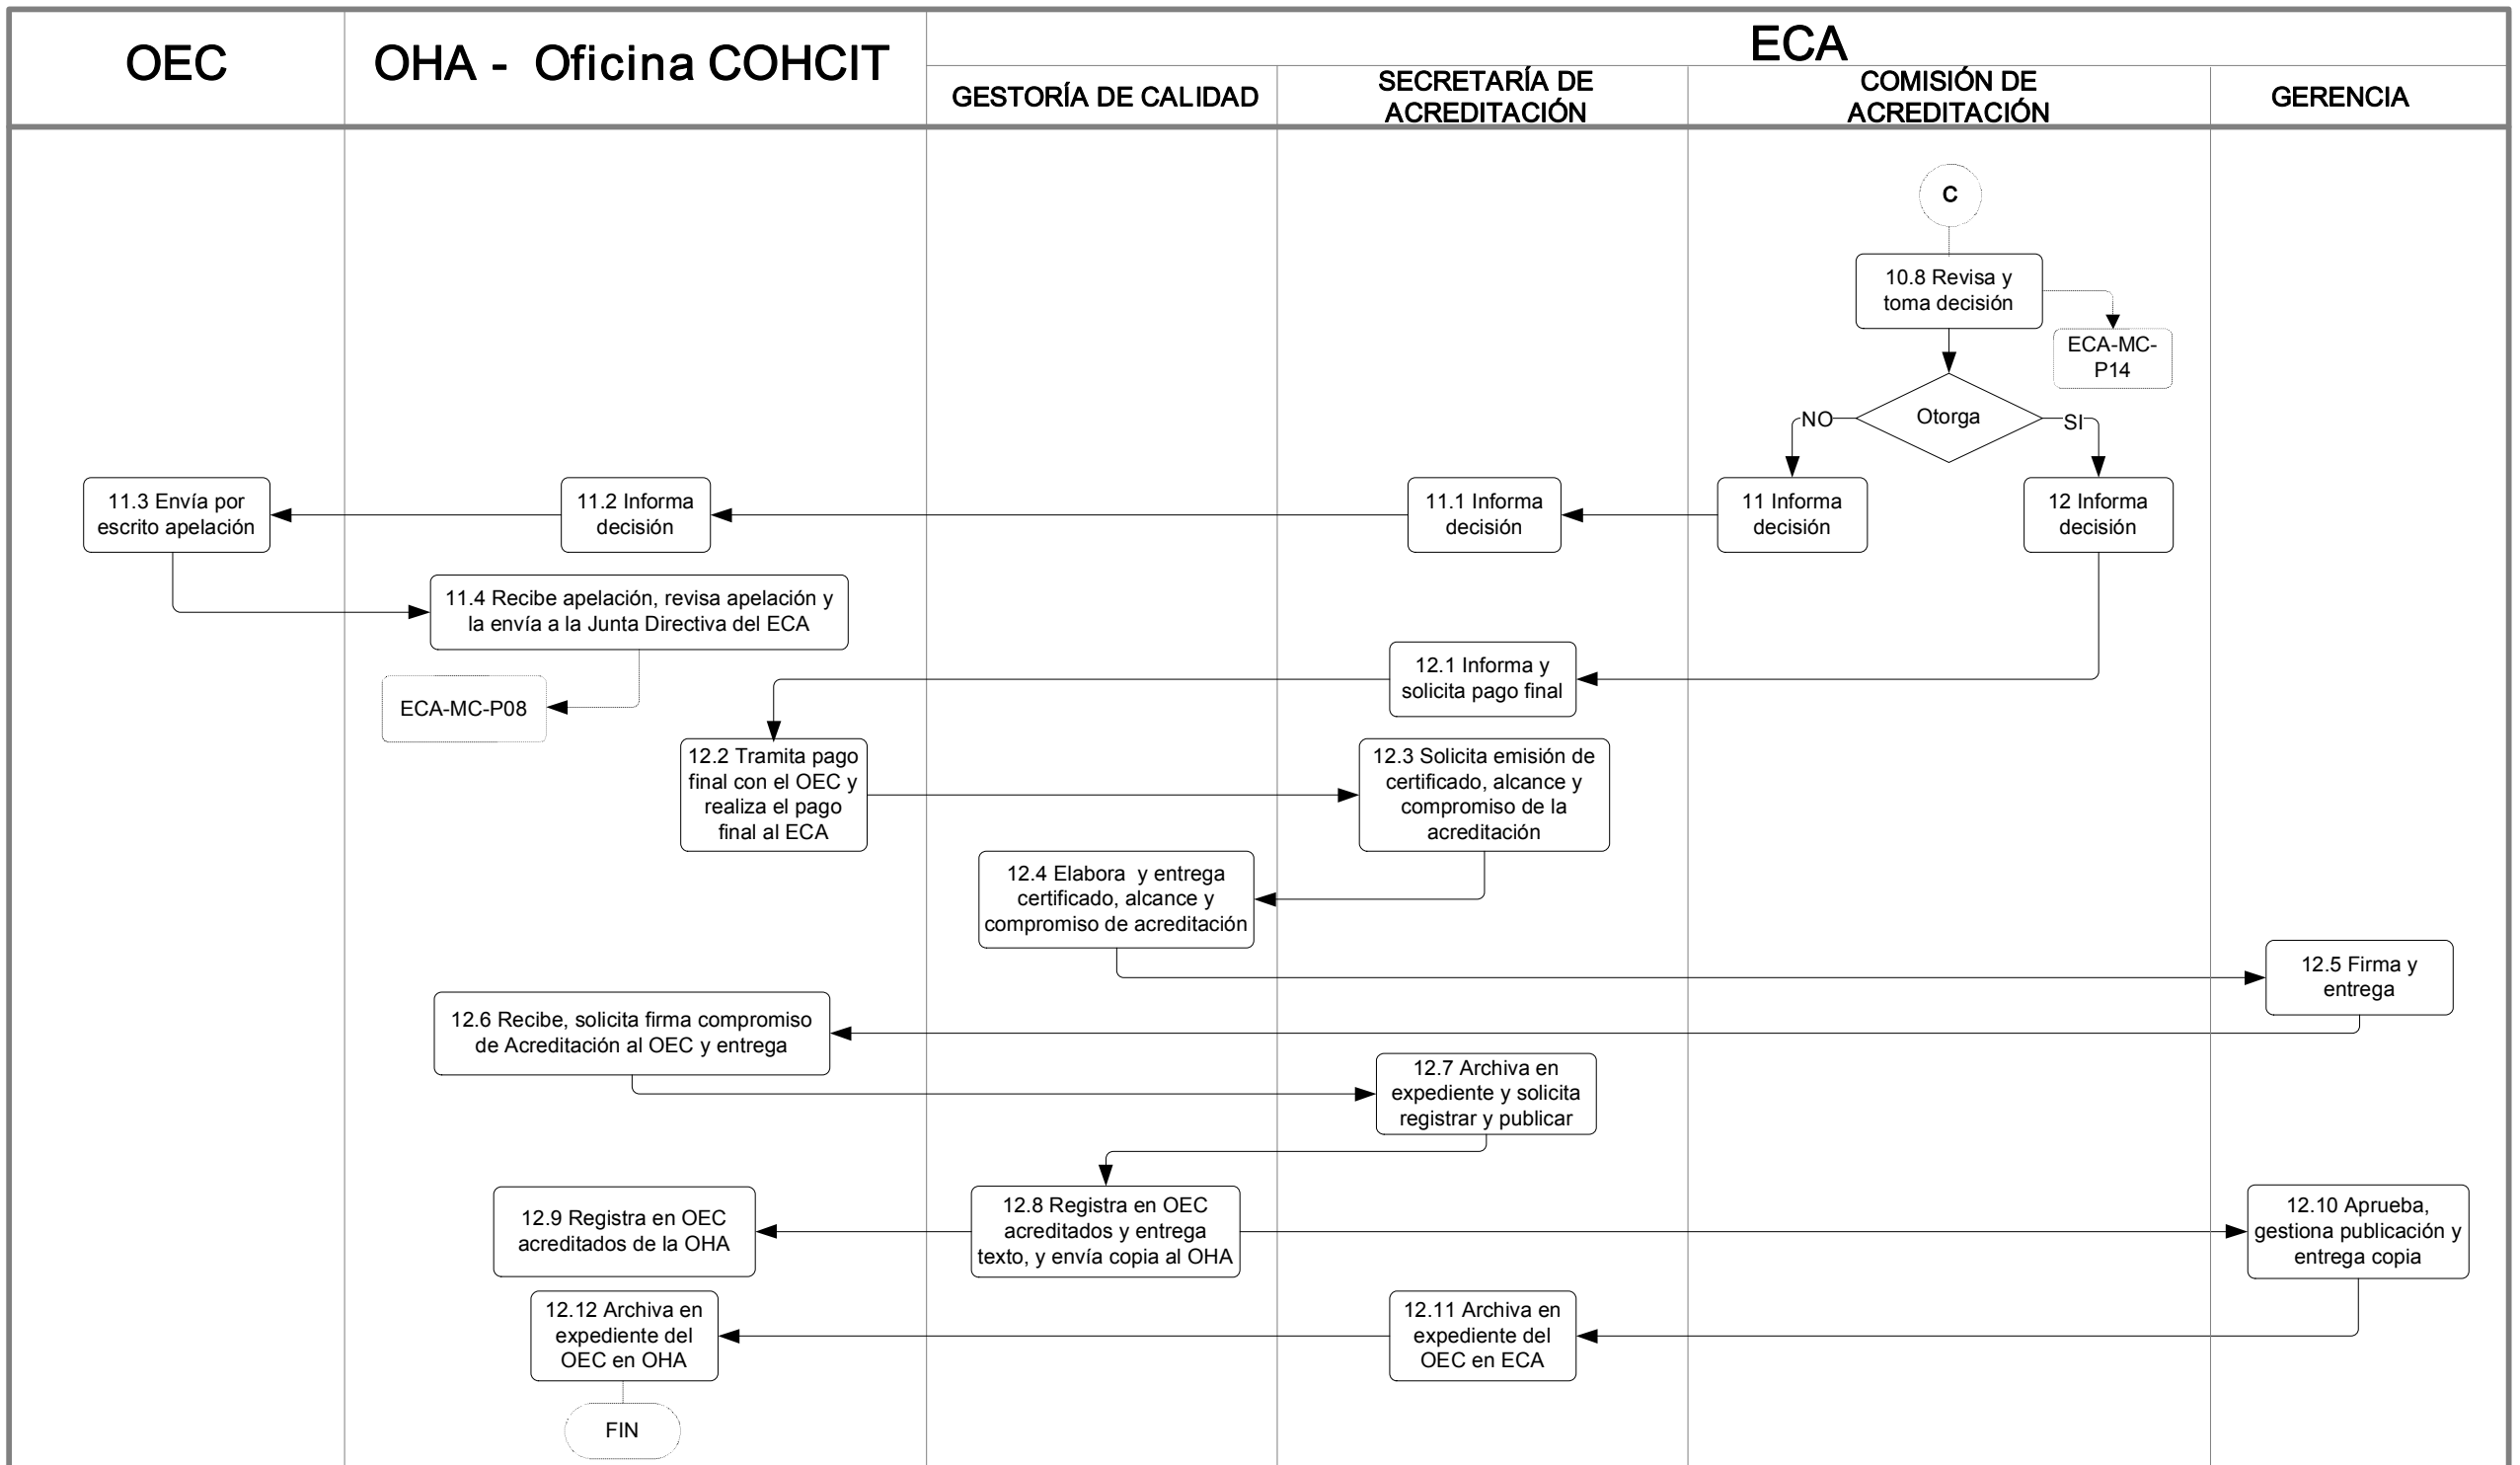 OEC
OHA -  Oficina COHCIT
ECA
GESTORÍA DE CALIDAD
SECRETARÍA DE
ACREDITACIÓN
COMISIÓN DE
ACREDITACIÓN
GERENCIA
C
10.8 Revisa y
toma decisión
ECA-MC-
P14
Otorga
NO
SI
11.3 Envía por
escrito apelación
11.2 Informa
decisión
11.1 Informa
decisión
11 Informa
decisión
12 Informa
decisión
11.4 Recibe apelación, revisa apelación y
la envía a la Junta Directiva del ECA
12.1 Informa y
solicita pago final
ECA-MC-P08
12.2 Tramita pago
final con el OEC y
realiza el pago
final al ECA
12.3 Solicita emisión de
certificado, alcance y
compromiso de la
acreditación
12.4 Elabora  y entrega
certificado, alcance y
compromiso de acreditación
12.5 Firma y
entrega
12.6 Recibe, solicita firma compromiso
de Acreditación al OEC y entrega
12.7 Archiva en
expediente y solicita
registrar y publicar
12.9 Registra en OEC
acreditados de la OHA
12.8 Registra en OEC
acreditados y entrega
texto, y envía copia al OHA
12.10 Aprueba,
gestiona publicación y
entrega copia
12.12 Archiva en
expediente del
OEC en OHA
12.11 Archiva en
expediente del
OEC en ECA
FIN